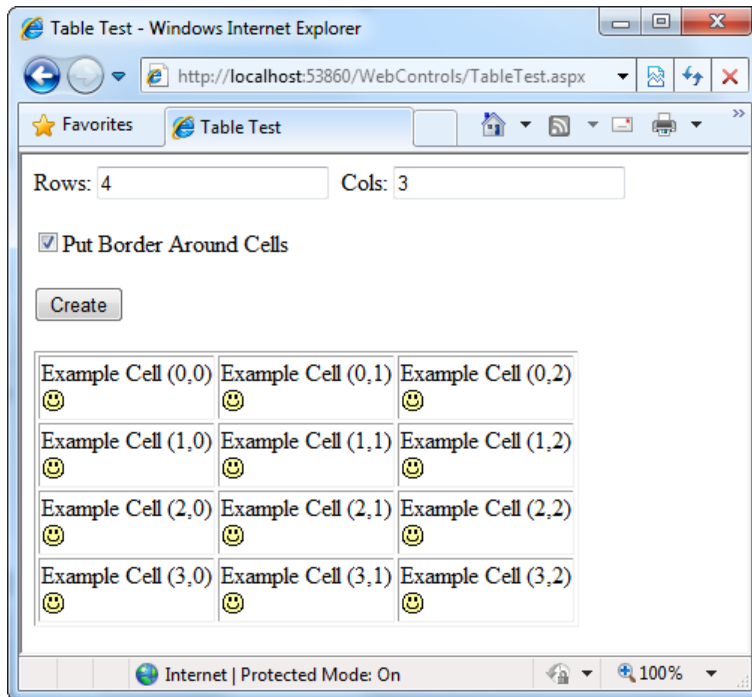 Table Test - Windows Internet Explorer
http://localhost:53860/WebControls/TableTest.aspx
Favorites Table Test
Rows: 4 Cols: 3
Put Border Around Cells
Create
Example Cell (0,0) Example Cell (0,1) Example Cell (0,2)
Example Cell (1,0) Example Cell (1,1) Example Cell (1,2)
Example Cell (2,0) Example Cell (2,1) Example Cell (2,2)
Example Cell (3,0) Example Cell (3,1) Example Cell (3,2)
Internet | Protected Mode: On 100%